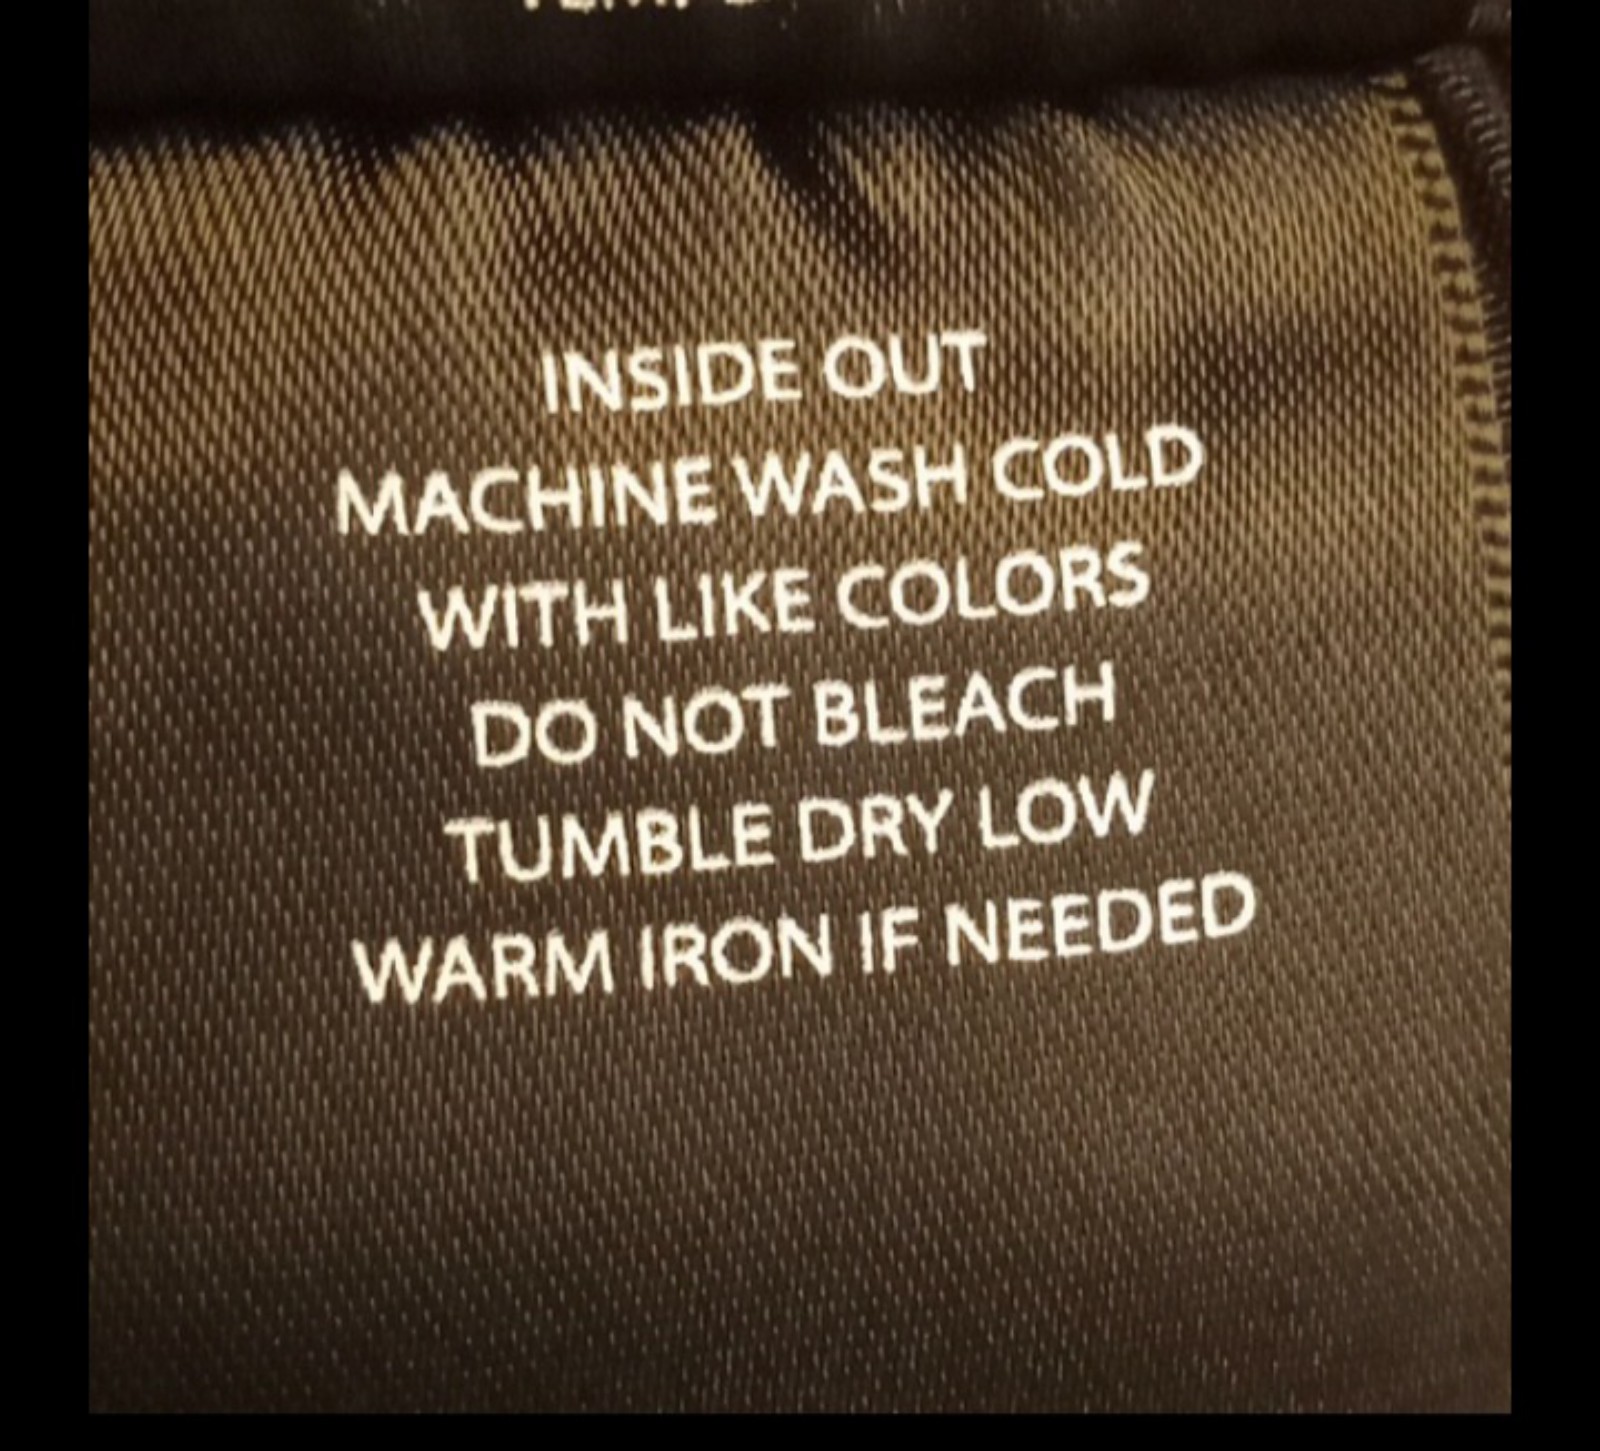 INSIDE OUT
MACHINE WASH COLD
WITH LIKE COLORS
DO NOT BLEACH
TUMBLE DRY LOW
WARM IRON IF NEEDED